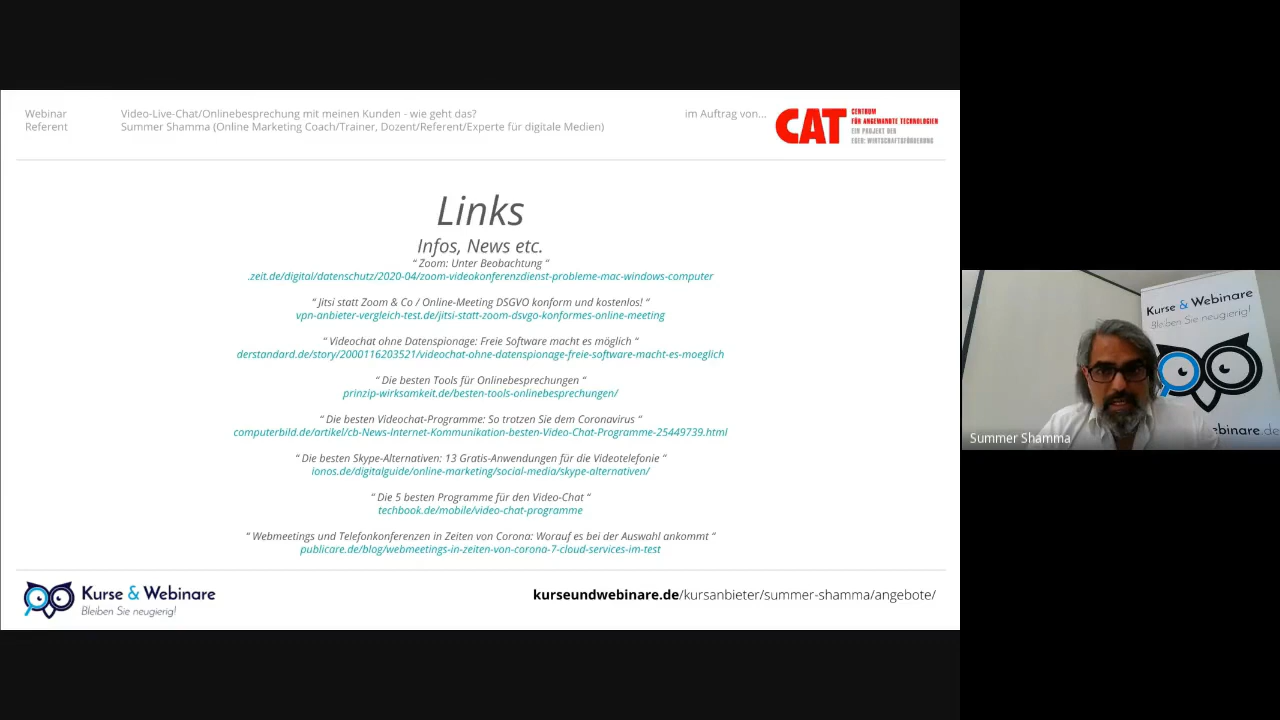 Webinar Video-Live-Chat/Onlinebesprechung mit meinen Kunden - wie geht das? im Auftrag von...
Referent Summer Shamma (Online Marketing Coach/Trainer, Dozent/Referent/Experte für digitale Medien)
CAT
CENTRUM
FÜR ANGEWANDTE TECHNOLOGIEN
EIN PROJEKT DER
EBEN: WIRTSCHAFTSFÖRDERUNG
Links
Infos, News etc.
“ Zoom: Unter Beobachtung “
.zeit.de/digital/datenschutz/2020-04/zoom-videokonferenzdienst-probleme-mac-windows-computer
“ Jitsi statt Zoom & Co / Online-Meeting DSGVO konform und kostenlos! “
vpn-anbieter-vergleich-test.de/jitsi-statt-zoom-dsvgo-konformes-online-meeting
“ Videochat ohne Datenspionage: Freie Software macht es möglich “
derstandard.de/story/2000116203521/videochat-ohne-datenspionage-freie-software-macht-es-moeglich
“ Die besten Tools für Onlinebesprechungen “
prinzip-wirksamkeit.de/besten-tools-onlinebesprechungen/
“ Die besten Videochat-Programme: So trotzen Sie dem Coronavirus “
computerbild.de/artikel/cb-News-Internet-Kommunikation-besten-Video-Chat-Programme-25449739.html
“ Die besten Skype-Alternativen: 13 Gratis-Anwendungen für die Videotelefonie “
ionos.de/digitalguide/online-marketing/social-media/skype-alternativen/
“ Die 5 besten Programme für den Video-Chat “
techbook.de/mobile/video-chat-programme
“ Webmeetings und Telefonkonferenzen in Zeiten von Corona: Worauf es bei der Auswahl ankommt “
publicare.de/blog/webmeetings-in-zeiten-von-corona-7-cloud-services-im-test
Kurse & Webinare
Bleiben Sie neugierig!
kurseundwebinare.de/kursanbieter/summer-shamma/angebote/
Kurse & Webinare
Bleiben Sie neugierig!
binare.de
Summer Shamma